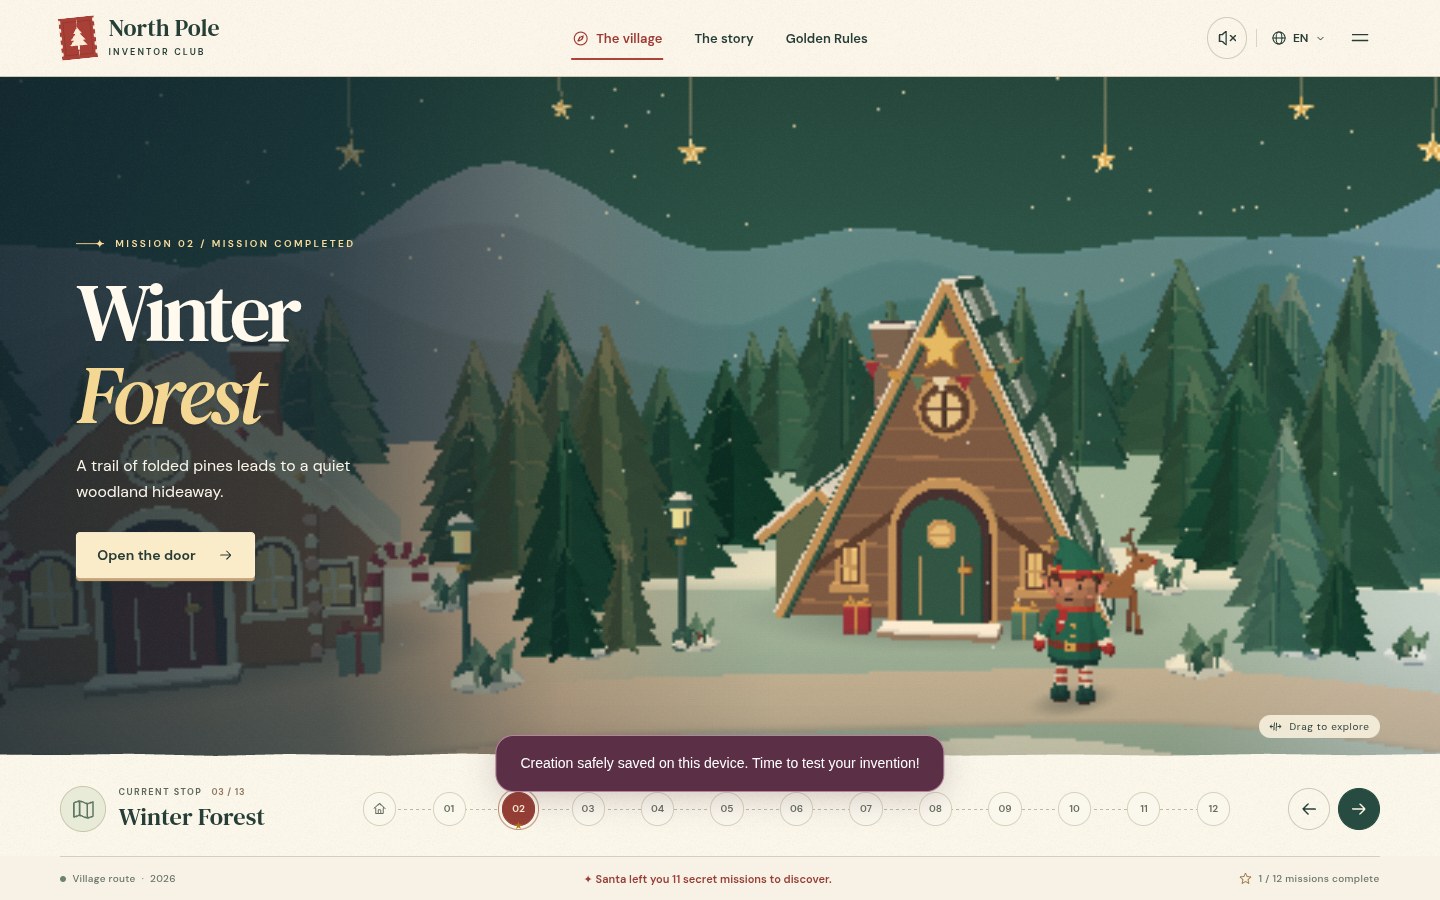 North Pole
INVENTOR CLUB
The village
The story
Golden Rules
EN
MISSION 02 / MISSION COMPLETED
Winter
Forest
A trail of folded pines leads to a quiet
woodland hideaway.
Open the door
Drag to explore
Creation safely saved on this device. Time to test your invention!
CURRENT STOP 03 / 13
Winter Forest
01
02
03
04
05
06
07
08
09
10
11
12
Village route · 2026
Santa left you 11 secret missions to discover.
1 / 12 missions complete